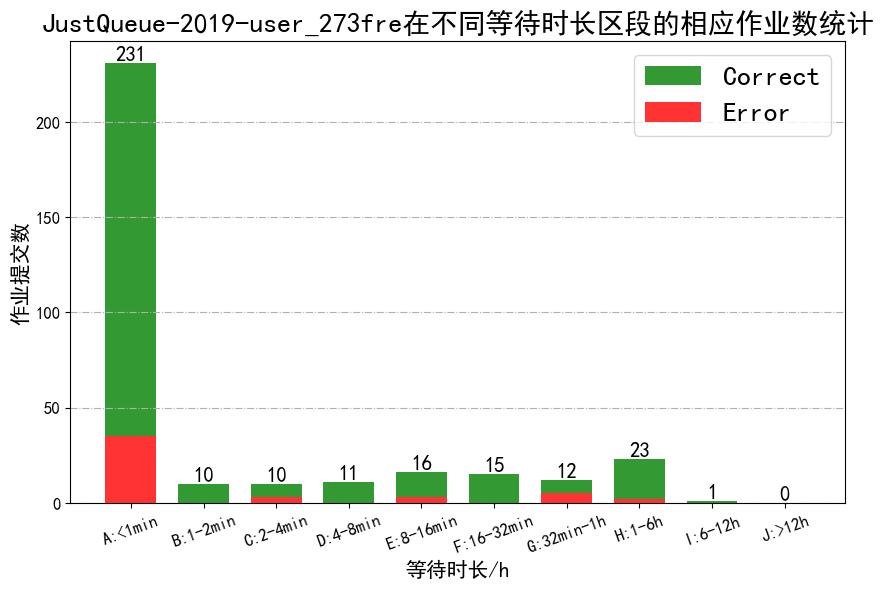 JustQueue-2019-user_273fre在不同等待时长区段的相应作业数统计
Correct
Error
作业提交数
200
150
100
50
0
231
10
10
11
16
15
12
23
1
0
A:<1min
B:1-2min
C:2-4min
D:4-8min
E:8-16min
F:16-32min
G:32min-1h
H:1-6h
I:6-12h
J:>12h
等待时长/h